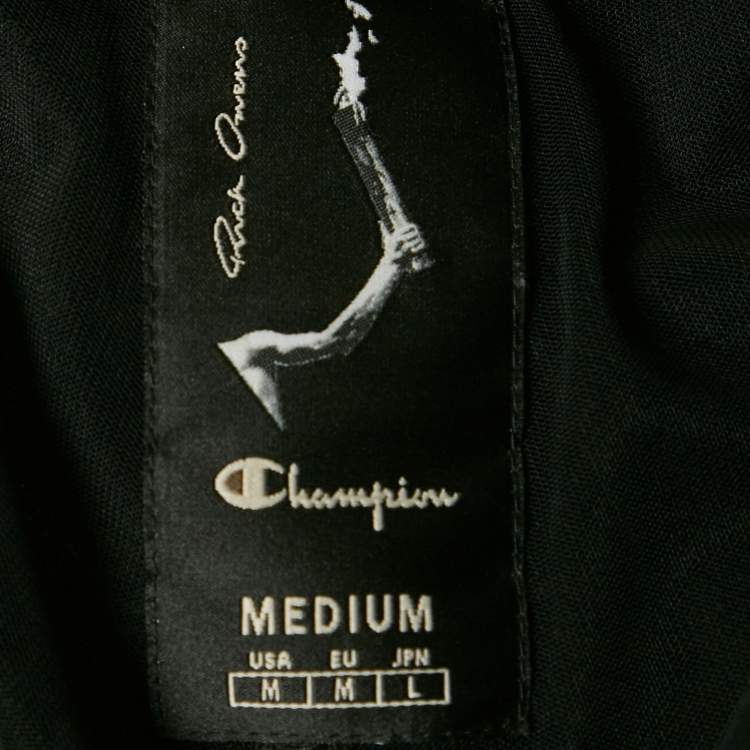 Rick Owens
Champion
MEDIUM
USA EU JPN
M M L